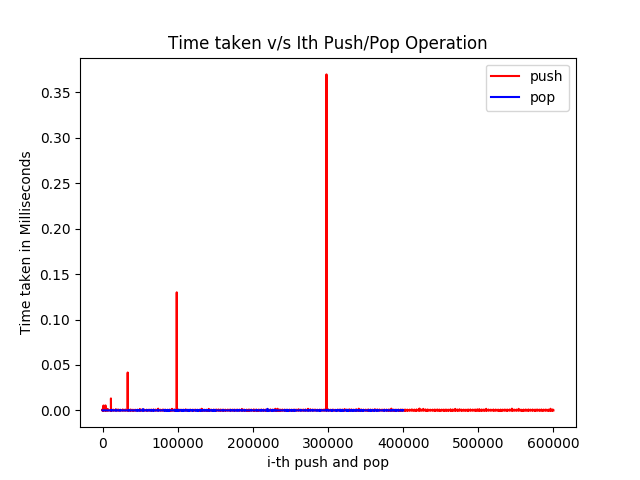 Time taken v/s Ith Push/Pop Operation
push
pop
Time taken in Milliseconds
0.35
0.30
0.25
0.20
0.15
0.10
0.05
0.00
0 100000 200000 300000 400000 500000 600000
i-th push and pop